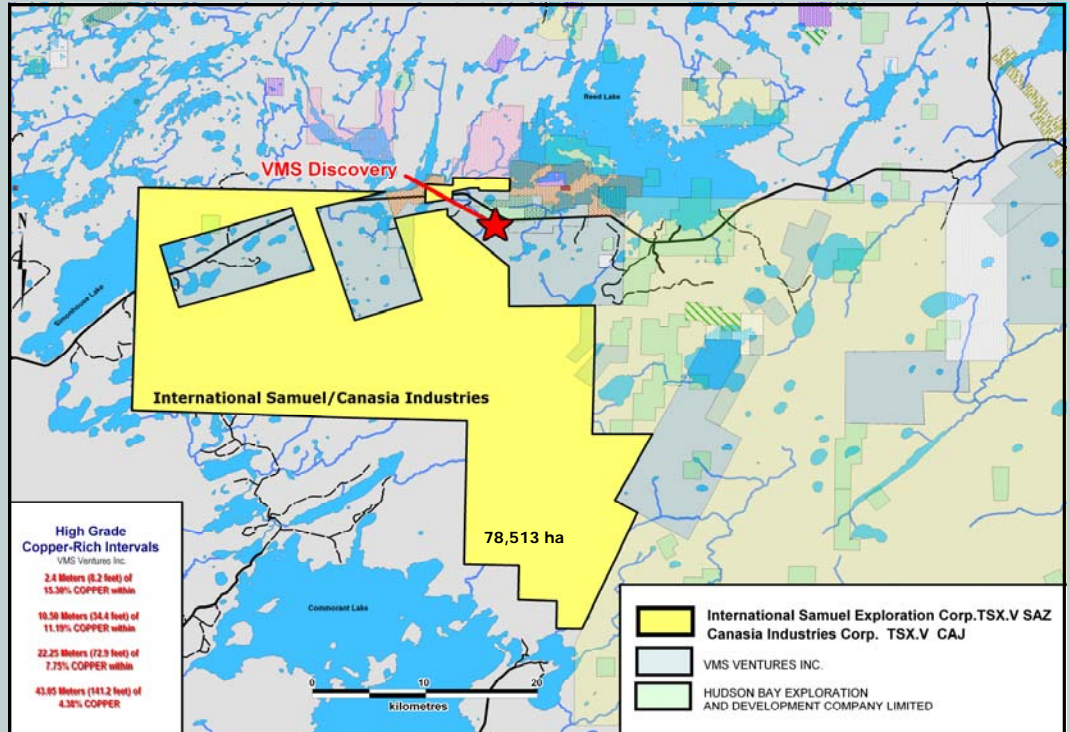 Reed Lake
VMS Discovery
N
Simonhouse Lake
International Samuel/Canasia Industries
78,513 ha
High Grade
Copper-Rich Intervals
VMS Ventures Inc.
2.4 Meters (8.2 feet) of
15.30% COPPER within
10.50 Meters (34.4 feet) of
11.19% COPPER within
22.25 Meters (72.9 feet) of
7.75% COPPER within
43.05 Meters (141.2 feet) of
4.38% COPPER
Commorant Lake
0 10 20
kilometres
International Samuel Exploration Corp.TSX.V SAZ
Canasia Industries Corp. TSX.V CAJ
VMS VENTURES INC.
HUDSON BAY EXPLORATION
AND DEVELOPMENT COMPANY LIMITED